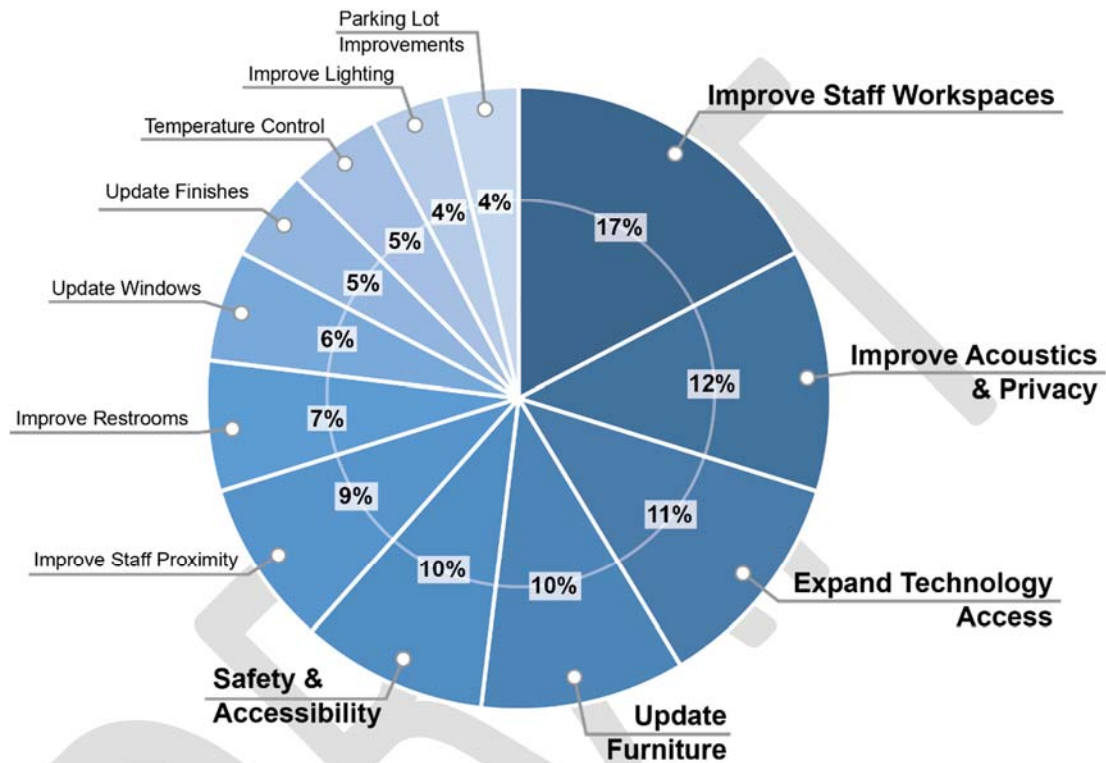 Parking Lot
Improvements
Improve Lighting
Temperature Control
Update Finishes
Update Windows
Improve Restrooms
Improve Staff Proximity
Safety &
Accessibility
Update
Furniture
Expand Technology
Access
Improve Acoustics
& Privacy
Improve Staff Workspaces
4%
4%
5%
5%
6%
7%
9%
10%
10%
11%
12%
17%